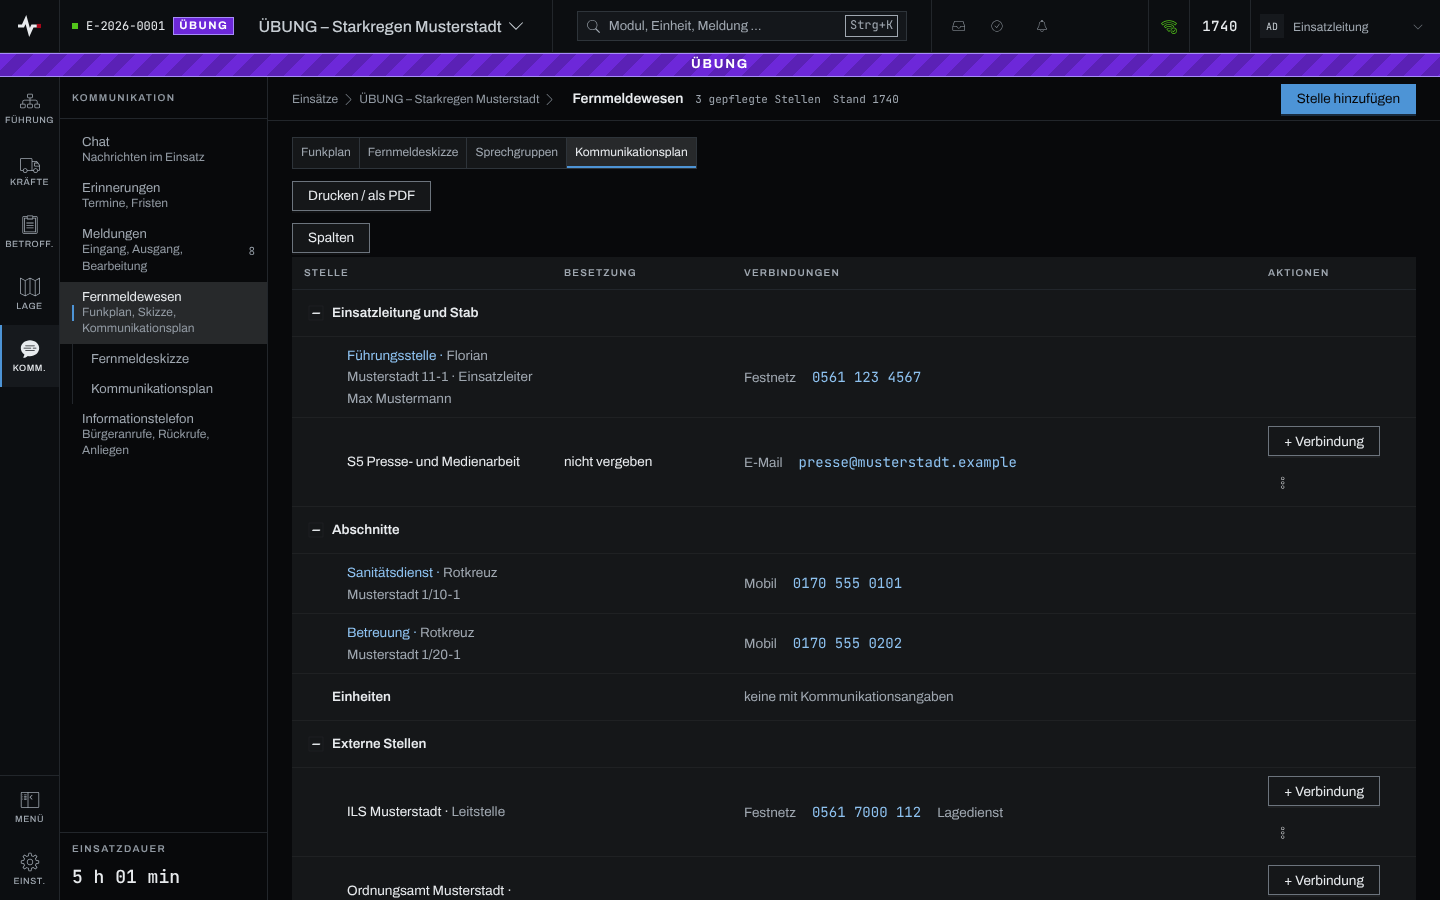 E-2026-0001 ÜBUNG ÜBUNG – Starkregen Musterstadt
Modul, Einheit, Meldung ... Strg+K
1740
AD Einsatzleitung
ÜBUNG
FÜHRUNG
KRÄFTE
BETROFF.
LAGE
KOMM.
MENÜ
EINST.
KOMMUNIKATION
Chat
Nachrichten im Einsatz
Erinnerungen
Termine, Fristen
Meldungen
Eingang, Ausgang,
Bearbeitung
8
Fernmeldewesen
Funkplan, Skizze,
Kommunikationsplan
Fernmeldeskizze
Kommunikationsplan
Informationstelefon
Bürgeranrufe, Rückrufe,
Anliegen
EINSATZDAUER
5 h 01 min
Einsätze ÜBUNG – Starkregen Musterstadt Fernmeldewesen 3 gepflegte Stellen Stand 1740
Stelle hinzufügen
Funkplan Fernmeldeskizze Sprechgruppen Kommunikationsplan
Drucken / als PDF
Spalten
STELLE BESETZUNG VERBINDUNGEN AKTIONEN
– Einsatzleitung und Stab
Führungsstelle · Florian
Musterstadt 11-1 · Einsatzleiter
Max Mustermann
Festnetz 0561 123 4567
S5 Presse- und Medienarbeit nicht vergeben E-Mail presse@musterstadt.example
+ Verbindung
– Abschnitte
Sanitätsdienst · Rotkreuz
Musterstadt 1/10-1
Mobil 0170 555 0101
Betreuung · Rotkreuz
Musterstadt 1/20-1
Mobil 0170 555 0202
Einheiten keine mit Kommunikationsangaben
– Externe Stellen
ILS Musterstadt · Leitstelle Festnetz 0561 7000 112 Lagedienst
+ Verbindung
Ordnungsamt Musterstadt ·
+ Verbindung